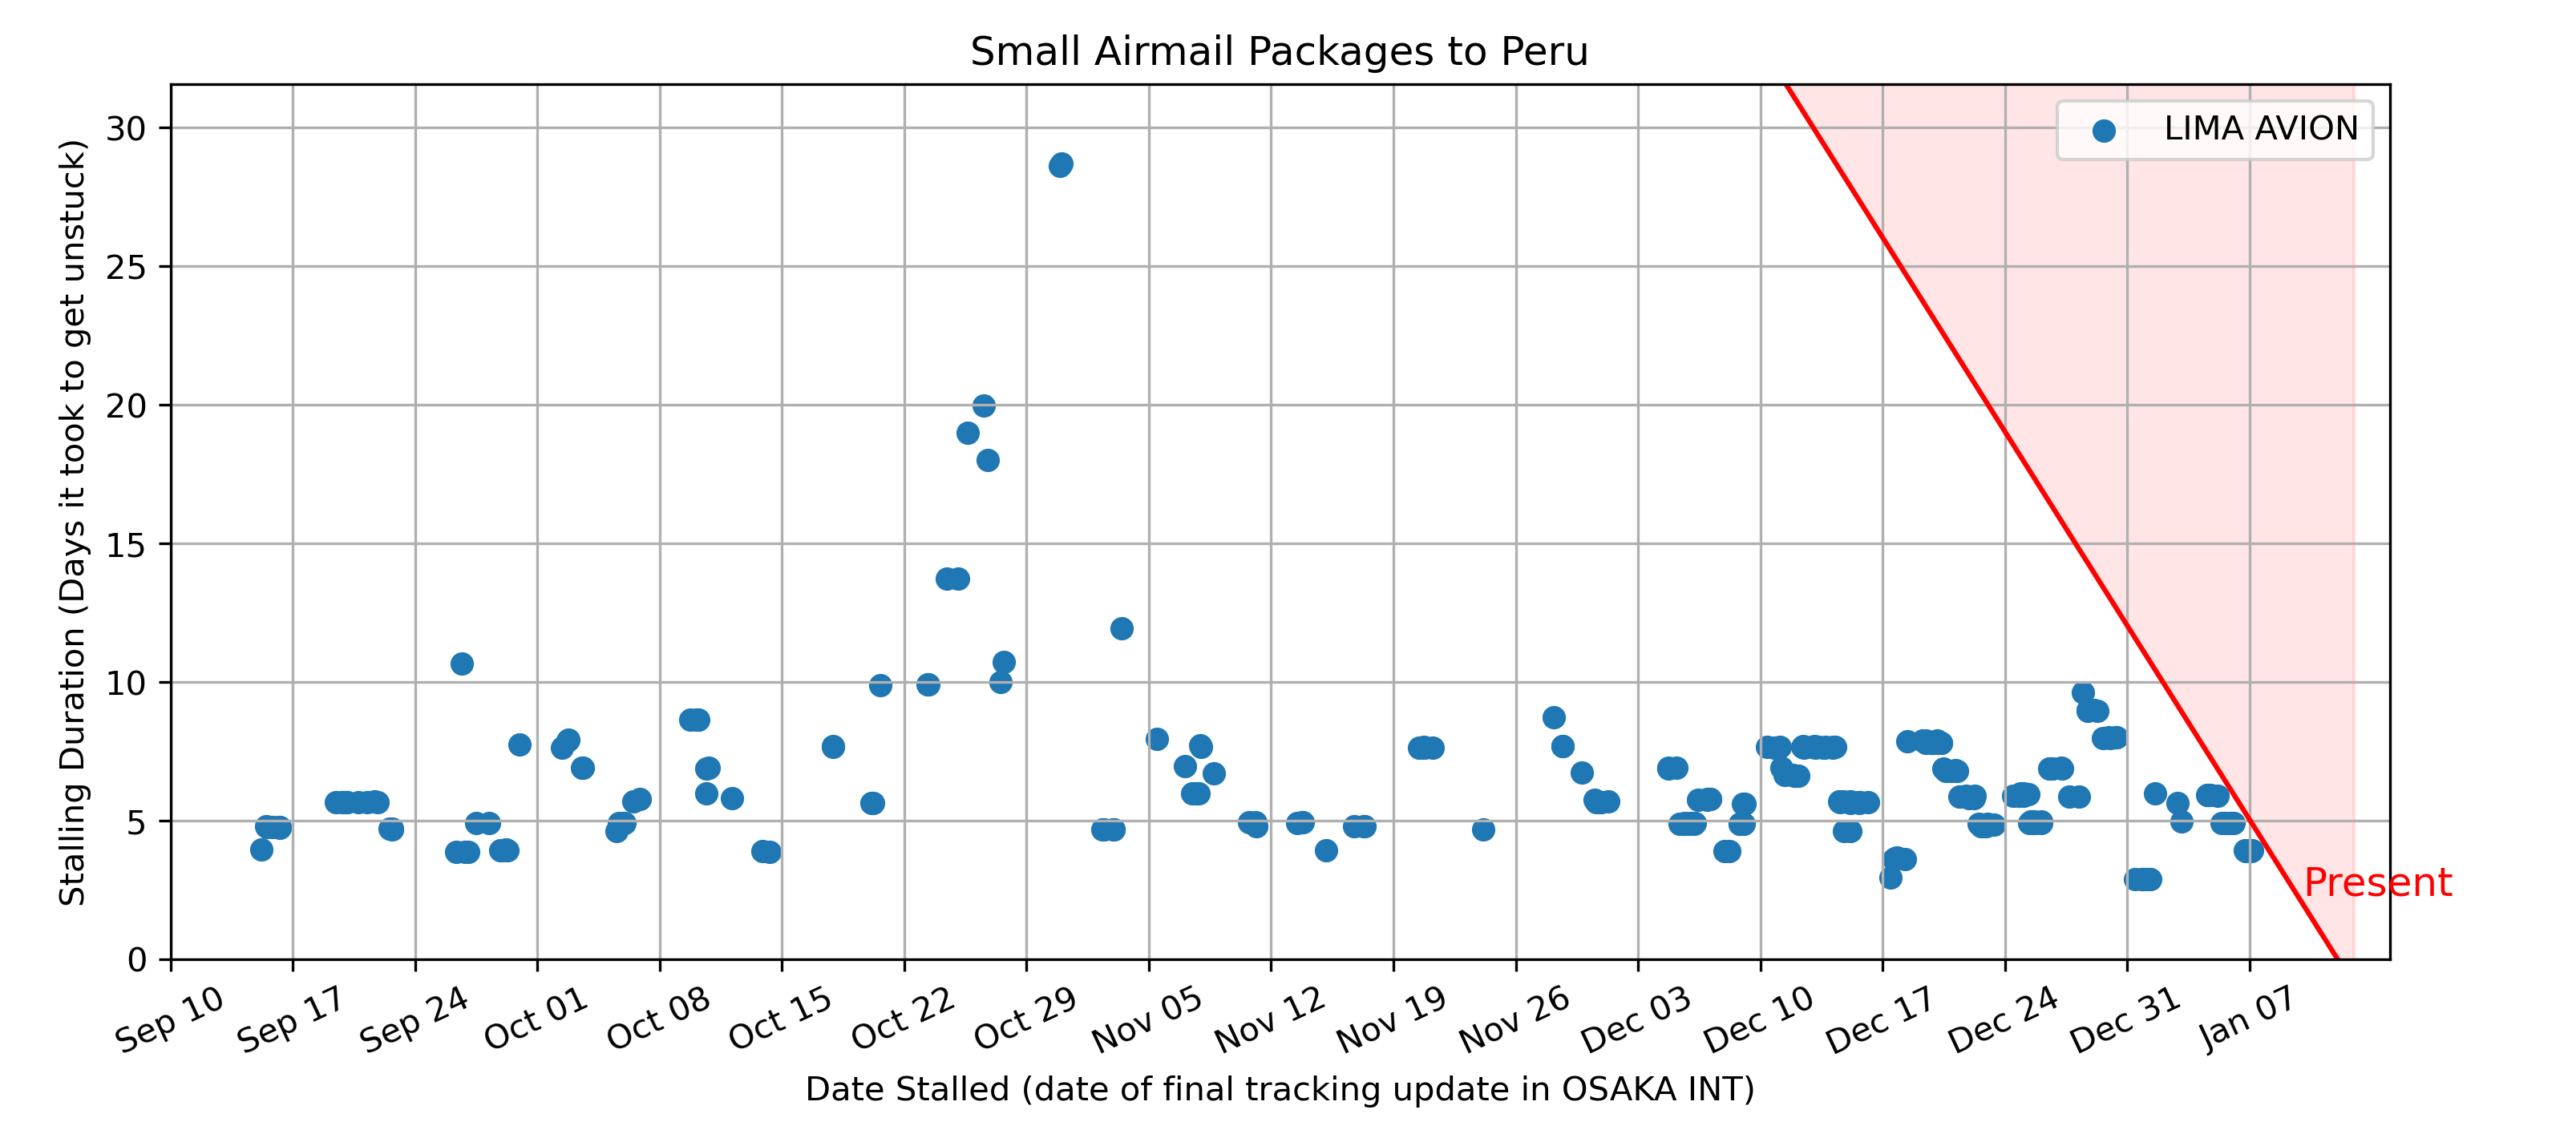 Small Airmail Packages to Peru
LIMA AVION
30
25
20
15
10
5
0
Stalling Duration (Days it took to get unstuck)
Present
Sep 10
Sep 17
Sep 24
Oct 01
Oct 08
Oct 15
Oct 22
Oct 29
Nov 05
Nov 12
Nov 19
Nov 26
Dec 03
Dec 10
Dec 17
Dec 24
Dec 31
Jan 07
Date Stalled (date of final tracking update in OSAKA INT)